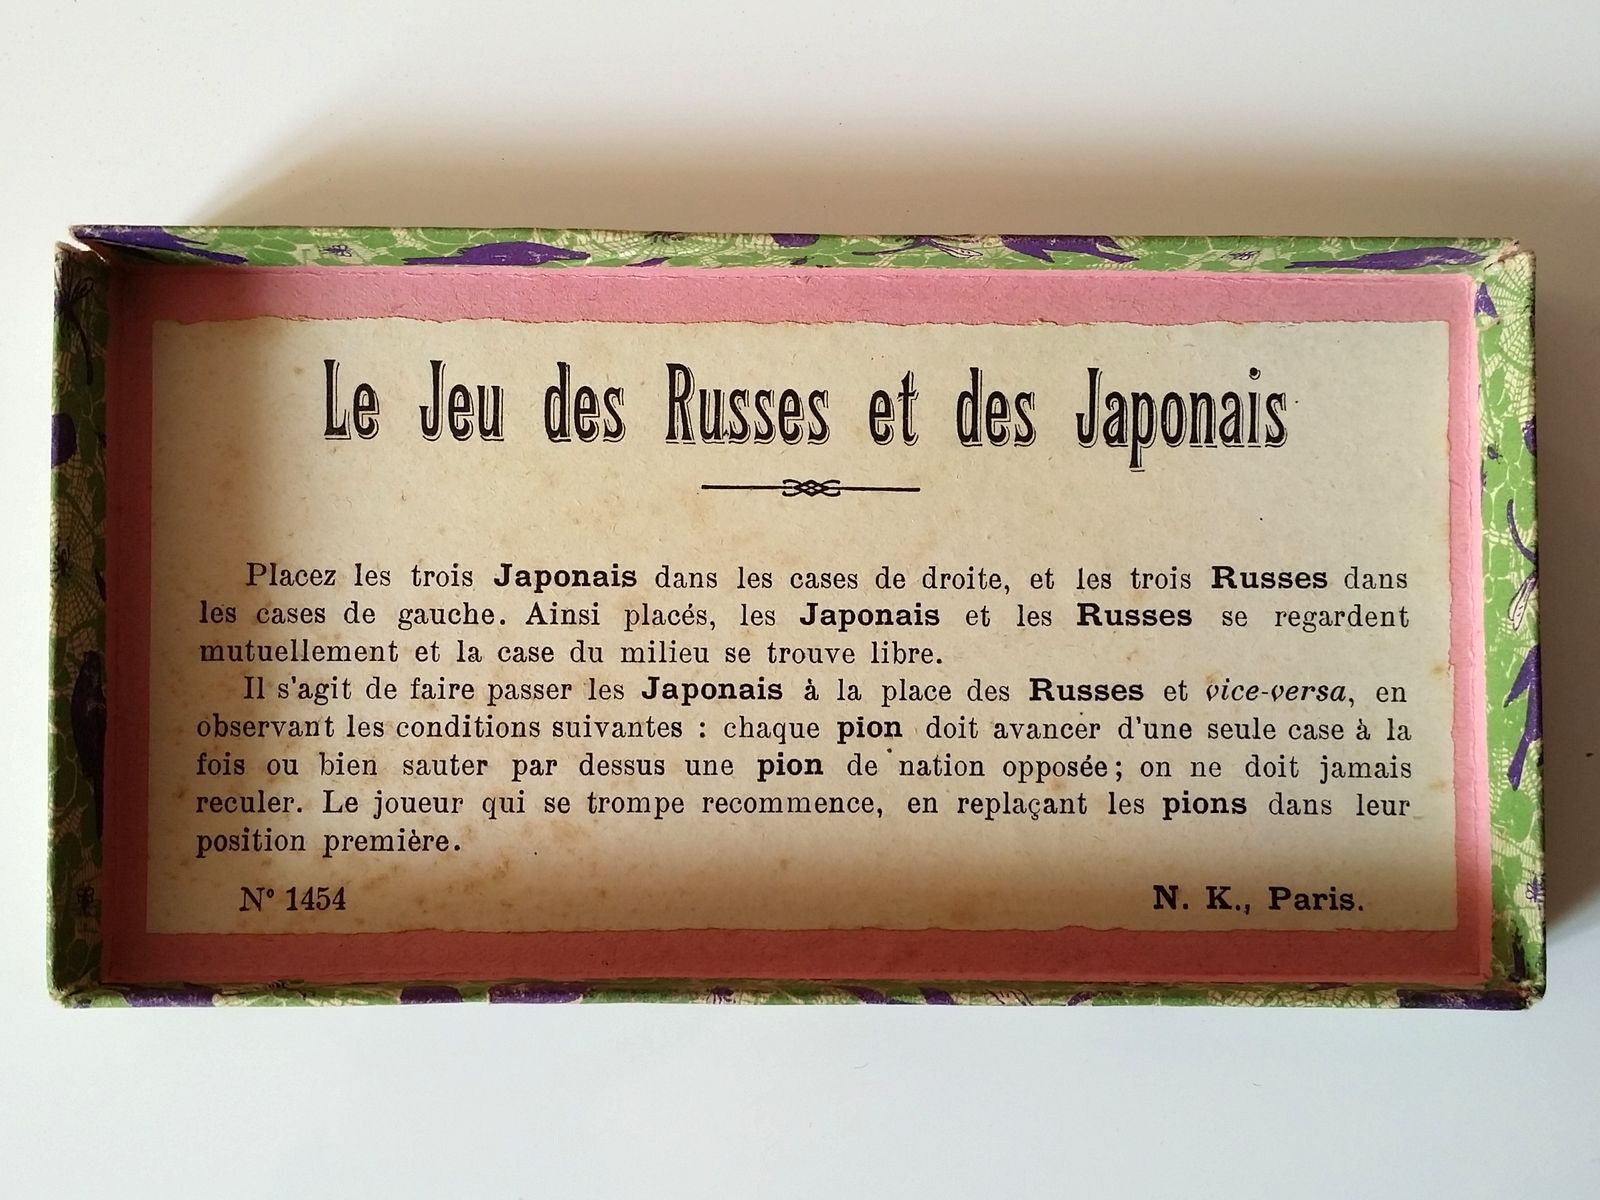 Le Jeu des Russes et des Japonais
Placez les trois Japonais dans les cases de droite, et les trois Russes dans
les cases de gauche. Ainsi placés, les Japonais et les Russes se regardent
mutuellement et la case du milieu se trouve libre.
Il s'agit de faire passer les Japonais à la place des Russes et vice-versa, en
observant les conditions suivantes : chaque pion doit avancer d'une seule case à la
fois ou bien sauter par dessus une pion de nation opposée; on ne doit jamais
reculer. Le joueur qui se trompe recommence, en replaçant les pions dans leur
position première.
N° 1454
N. K., Paris.